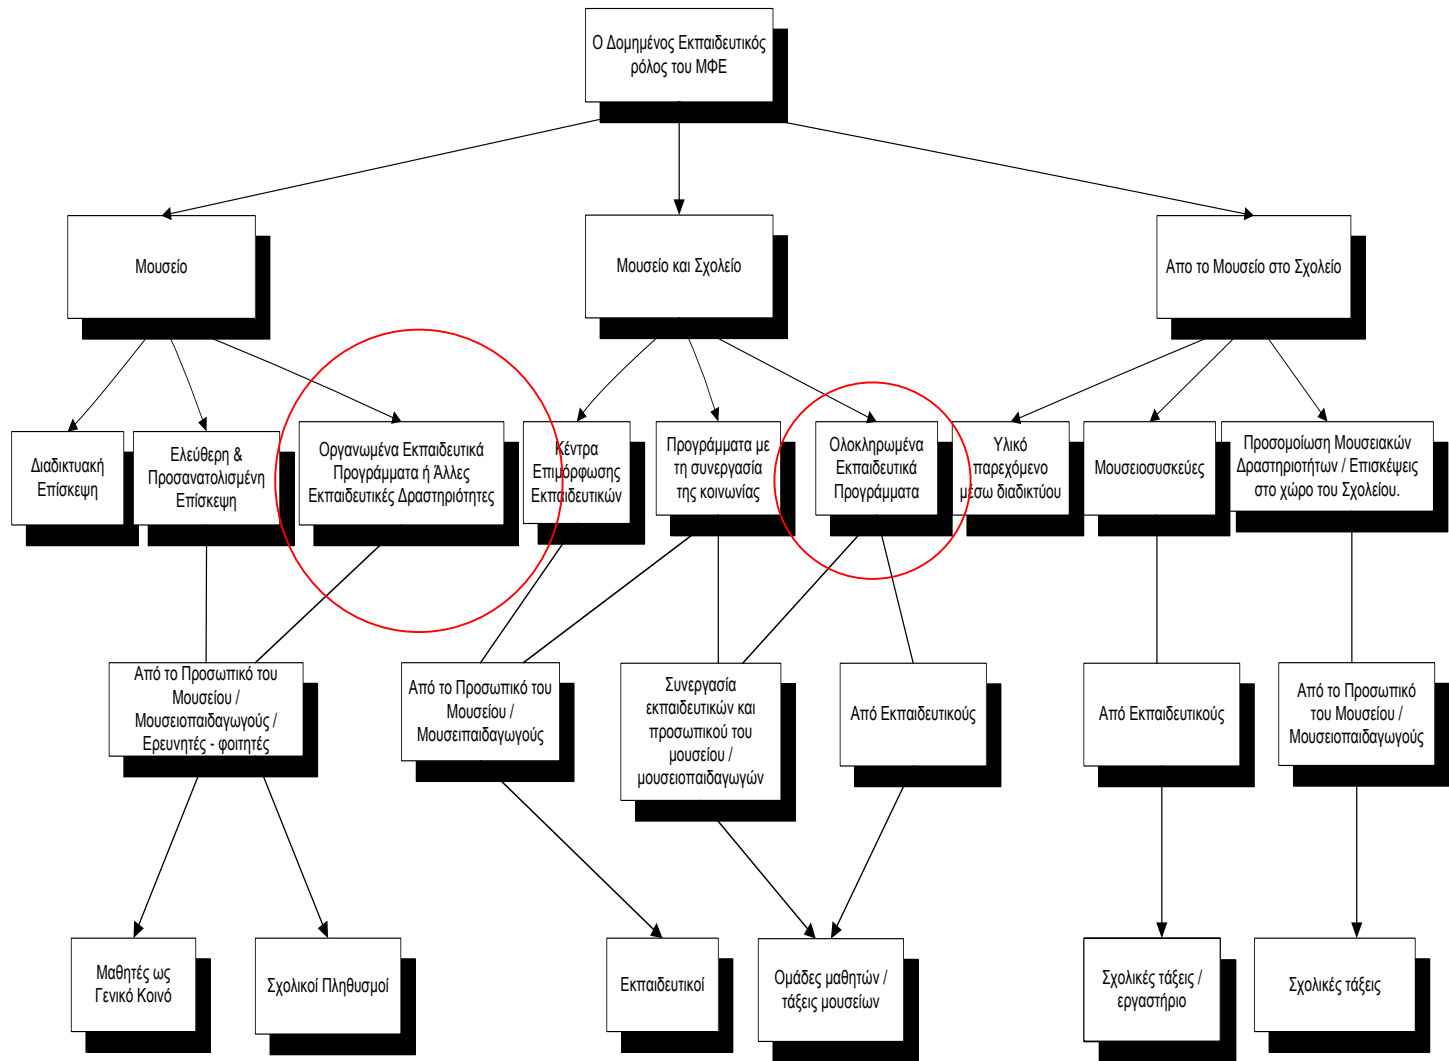 Ο Δομημένος Εκπαιδευτικός
ρόλος του ΜΦΕ
Μουσείο
Μουσείο και Σχολείο
Απο το Μουσείο στο Σχολείο
Διαδικτυακή
Επίσκεψη
Ελεύθερη &
Προσανατολισμένη
Επίσκεψη
Οργανωμένα Εκπαιδευτικά
Προγράμματα ή Άλλες
Εκπαιδευτικές Δραστηριότητες
Κέντρα
Επιμόρφωσης
Εκπαιδευτικών
Προγράμματα με
τη συνεργασία
της κοινωνίας
Ολοκληρωμένα
Εκπαιδευτικά
Προγράμματα
Υλικό
παρεχόμενο
μέσω διαδικτύου
Μουσειοσυσκευές
Προσομοίωση Μουσειακών
Δραστηριοτήτων / Επισκέψεις
στο χώρο του Σχολείου.
Από το Προσωπικό του
Μουσείου /
Μουσειοπαιδαγωγούς /
Ερευνητές - φοιτητές
Από το Προσωπικό του
Μουσείου /
Μουσειπαιδαγωγούς
Συνεργασία
εκπαιδευτικών και
προσωπικού του
μουσείου /
μουσειοπαιδαγωγών
Από Εκπαιδευτικούς
Από Εκπαιδευτικούς
Από το Προσωπικό
του Μουσείου /
Μουσειοπαιδαγωγούς
Μαθητές ως
Γενικό Κοινό
Σχολικοί Πληθυσμοί
Εκπαιδευτικοί
Ομάδες μαθητών /
τάξεις μουσείων
Σχολικές τάξεις /
εργαστήριο
Σχολικές τάξεις